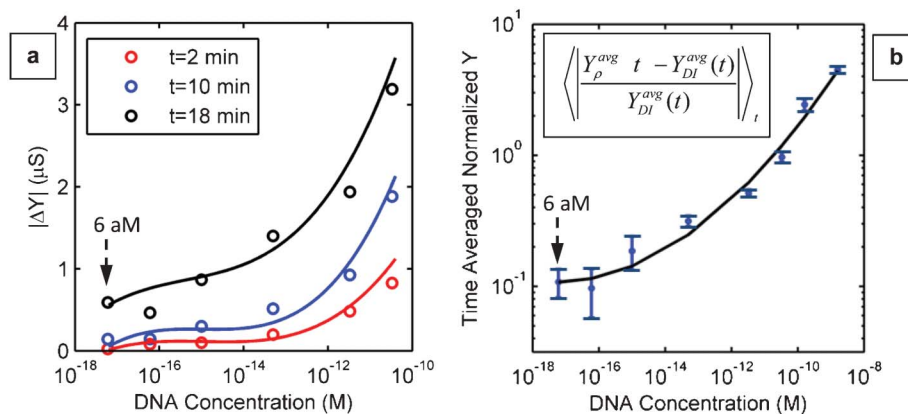 a
t=2 min
t=10 min
t=18 min
6 aM
|ΔY| (µS)
4
3
2
1
0
10^-18 10^-16 10^-14 10^-12 10^-10
DNA Concentration (M)
b
⟨|(Y_ρ^avg t − Y_DI^avg(t)) / Y_DI^avg(t)|⟩_t
6 aM
Time Averaged Normalized Y
10^1
10^0
10^-1
10^-18 10^-16 10^-14 10^-12 10^-10 10^-8
DNA Concentration (M)